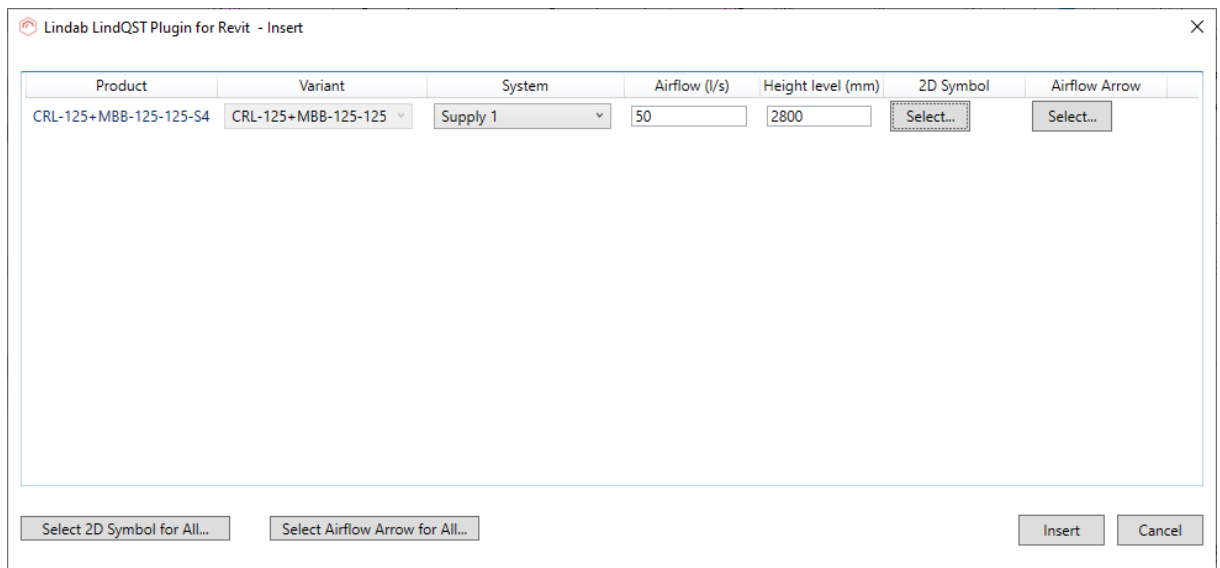 Lindab LindQST Plugin for Revit - Insert
Product Variant System Airflow (l/s) Height level (mm) 2D Symbol Airflow Arrow
CRL-125+MBB-125-125-S4 CRL-125+MBB-125-125 Supply 1 50 2800 Select... Select...
Select 2D Symbol for All... Select Airflow Arrow for All... Insert Cancel